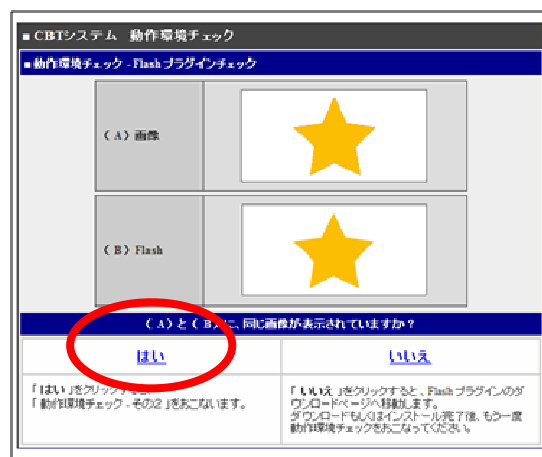 ■CBTシステム 動作環境チェック
■動作環境チェック - Flash プラグインチェック
(A) 画像
(B) Flash
(A)と(B)に、同じ画像が表示されていますか？
はい
いいえ
「はい」をクリックすると、
「動作環境チェック - その2」をおこないます。
「いいえ」をクリックすると、Flash プラグインのダ
ウンロードページへ移動します。
ダウンロードもしくはインストール完了後、もう一度
動作環境チェックをおこなってください。